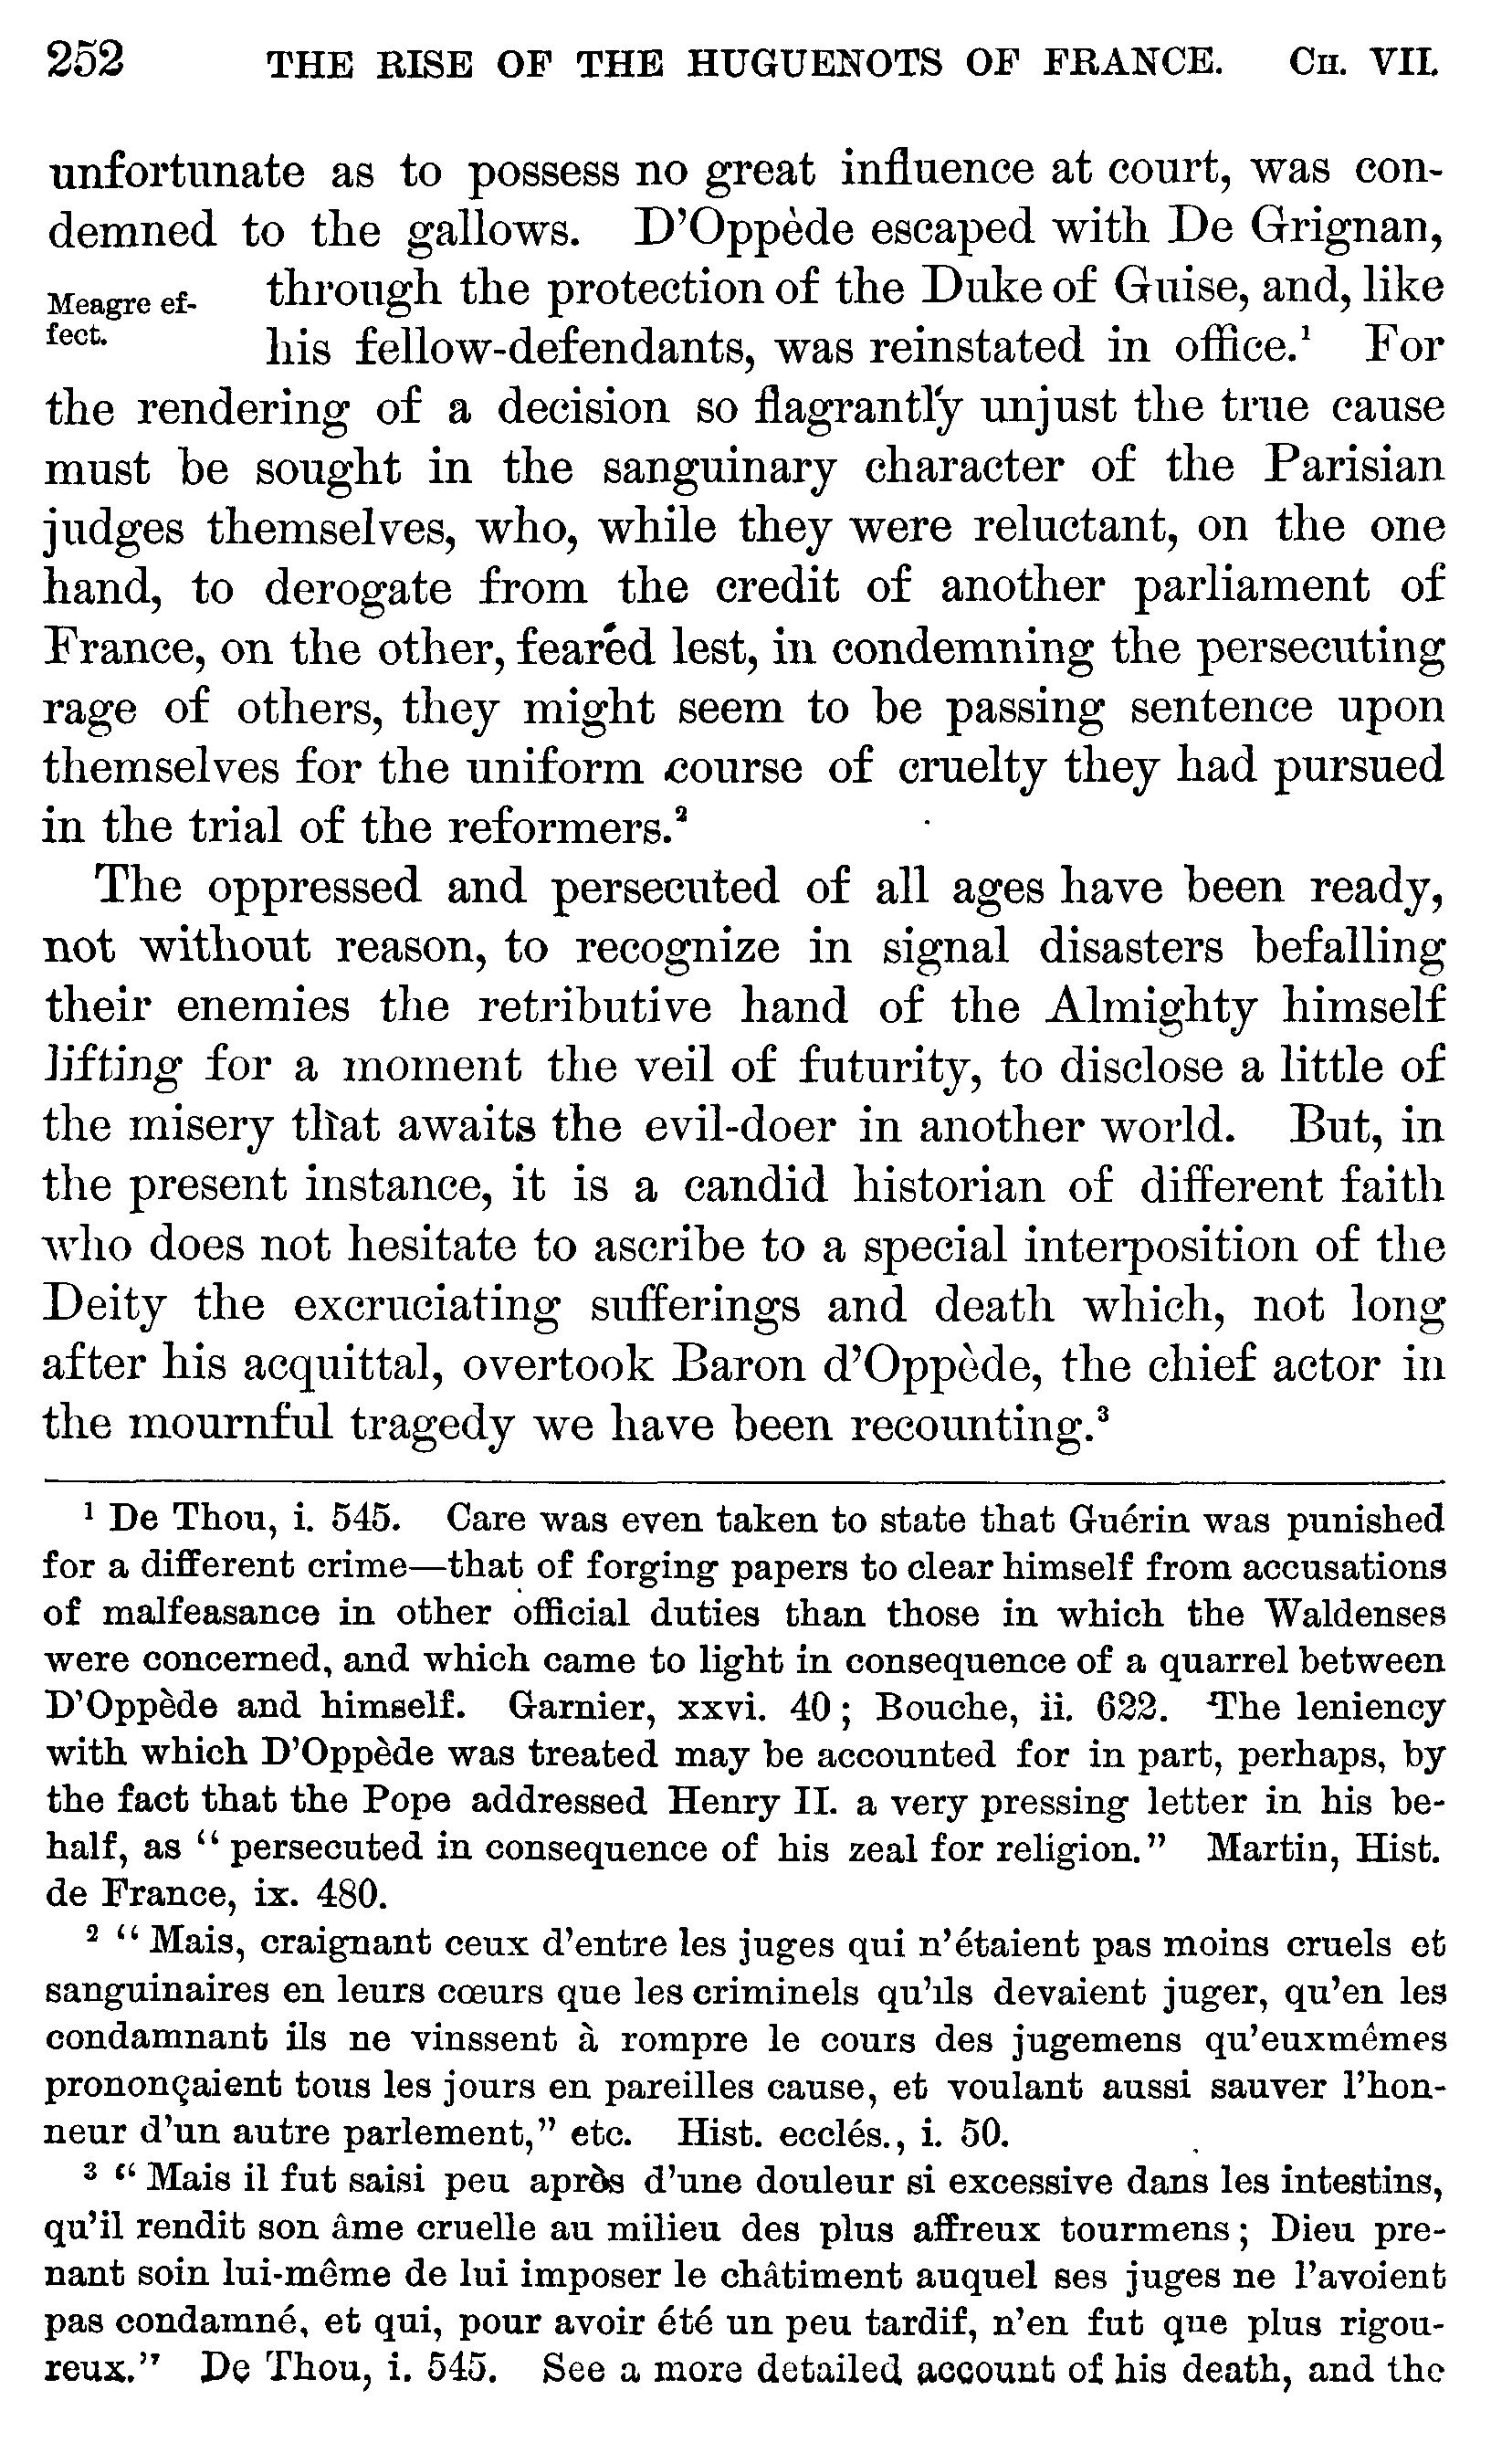 252 THE RISE OF THE HUGUENOTS OF FRANCE. CH. VII.
unfortunate as to possess no great influence at court, was con-
demned to the gallows. D'Oppède escaped with De Grignan,
Meagre ef-
fect.
through the protection of the Duke of Guise, and, like
his fellow-defendants, was reinstated in office.¹ For
the rendering of a decision so flagrantly unjust the true cause
must be sought in the sanguinary character of the Parisian
judges themselves, who, while they were reluctant, on the one
hand, to derogate from the credit of another parliament of
France, on the other, feared lest, in condemning the persecuting
rage of others, they might seem to be passing sentence upon
themselves for the uniform course of cruelty they had pursued
in the trial of the reformers.²
The oppressed and persecuted of all ages have been ready,
not without reason, to recognize in signal disasters befalling
their enemies the retributive hand of the Almighty himself
lifting for a moment the veil of futurity, to disclose a little of
the misery that awaits the evil-doer in another world. But, in
the present instance, it is a candid historian of different faith
who does not hesitate to ascribe to a special interposition of the
Deity the excruciating sufferings and death which, not long
after his acquittal, overtook Baron d'Oppède, the chief actor in
the mournful tragedy we have been recounting.³
¹ De Thou, i. 545. Care was even taken to state that Guérin was punished
for a different crime—that of forging papers to clear himself from accusations
of malfeasance in other official duties than those in which the Waldenses
were concerned, and which came to light in consequence of a quarrel between
D'Oppède and himself. Garnier, xxvi. 40; Bouche, ii. 622. The leniency
with which D'Oppède was treated may be accounted for in part, perhaps, by
the fact that the Pope addressed Henry II. a very pressing letter in his be-
half, as "persecuted in consequence of his zeal for religion." Martin, Hist.
de France, ix. 480.
² "Mais, craignant ceux d'entre les juges qui n'étaient pas moins cruels et
sanguinaires en leurs cœurs que les criminels qu'ils devaient juger, qu'en les
condamnant ils ne vinssent à rompre le cours des jugemens qu'euxmêmes
prononçaient tous les jours en pareilles cause, et voulant aussi sauver l'hon-
neur d'un autre parlement," etc. Hist. ecclés., i. 50.
³ "Mais il fut saisi peu après d'une douleur si excessive dans les intestins,
qu'il rendit son âme cruelle au milieu des plus affreux tourmens; Dieu pre-
nant soin lui-même de lui imposer le châtiment auquel ses juges ne l'avoient
pas condamné, et qui, pour avoir été un peu tardif, n'en fut que plus rigou-
reux." De Thou, i. 545. See a more detailed account of his death, and the